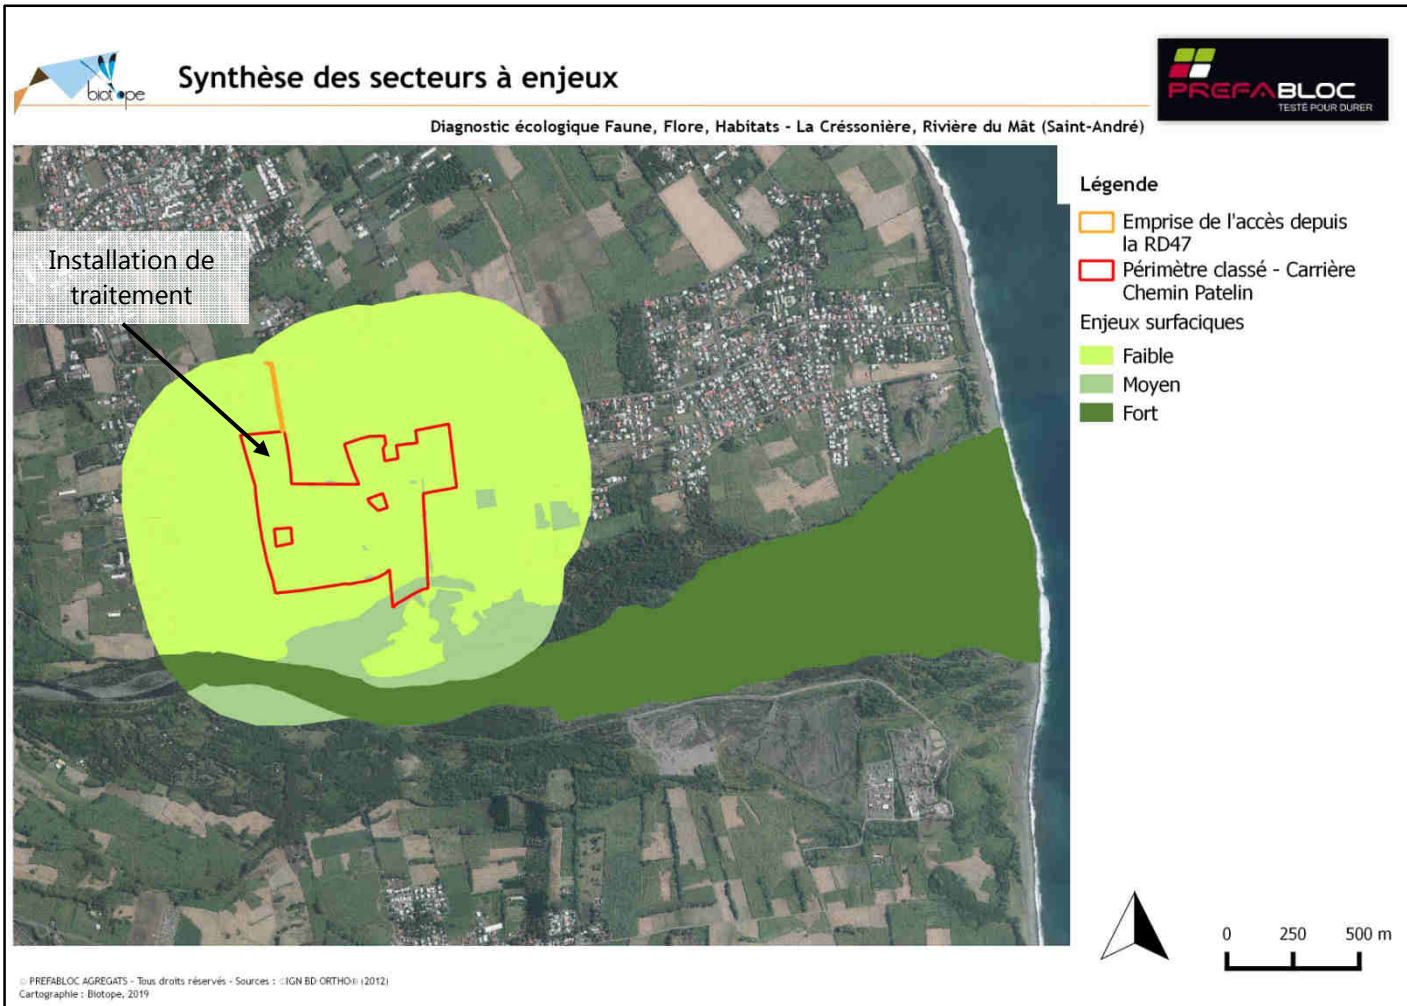 biotope
Synthèse des secteurs à enjeux
PREFABLOC
TESTÉ POUR DURER
Diagnostic écologique Faune, Flore, Habitats - La Créssonière, Rivière du Mât (Saint-André)
Installation de
traitement
Légende
Emprise de l'accès depuis
la RD47
Périmètre classé - Carrière
Chemin Patelin
Enjeux surfaciques
Faible
Moyen
Fort
0 250 500 m
© PREFABLOC AGREGATS - Tous droits réservés - Sources : ©IGN BD ORTHO® (2012)
Cartographie : Biotope, 2019